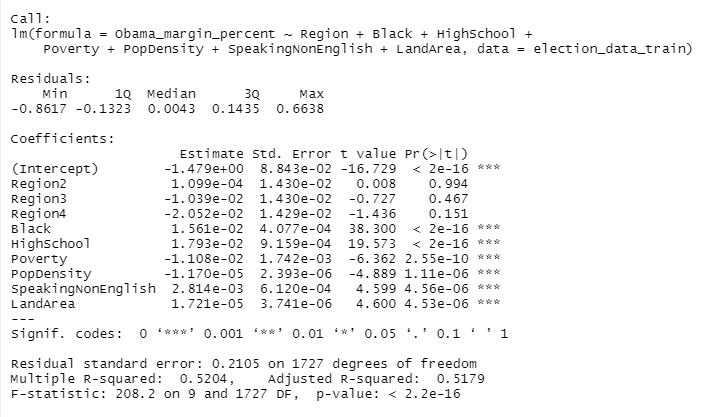 Call:
lm(formula = Obama_margin_percent ~ Region + Black + HighSchool +
    Poverty + PopDensity + SpeakingNonEnglish + LandArea, data = election_data_train)
Residuals:
    Min      1Q  Median      3Q     Max
-0.8617 -0.1323  0.0043  0.1435  0.6638
Coefficients:
                     Estimate Std. Error t value Pr(>|t|)
(Intercept)        -1.479e+00  8.843e-02 -16.729  < 2e-16 ***
Region2             1.099e-04  1.430e-02   0.008    0.994
Region3            -1.039e-02  1.430e-02  -0.727    0.467
Region4            -2.052e-02  1.429e-02  -1.436    0.151
Black               1.561e-02  4.077e-04  38.300  < 2e-16 ***
HighSchool          1.793e-02  9.159e-04  19.573  < 2e-16 ***
Poverty            -1.108e-02  1.742e-03  -6.362 2.55e-10 ***
PopDensity         -1.170e-05  2.393e-06  -4.889 1.11e-06 ***
SpeakingNonEnglish  2.814e-03  6.120e-04   4.599 4.56e-06 ***
LandArea            1.721e-05  3.741e-06   4.600 4.53e-06 ***
---
Signif. codes:  0 ‘***’ 0.001 ‘**’ 0.01 ‘*’ 0.05 ‘.’ 0.1 ‘ ’ 1
Residual standard error: 0.2105 on 1727 degrees of freedom
Multiple R-squared:  0.5204,    Adjusted R-squared:  0.5179
F-statistic: 208.2 on 9 and 1727 DF,  p-value: < 2.2e-16